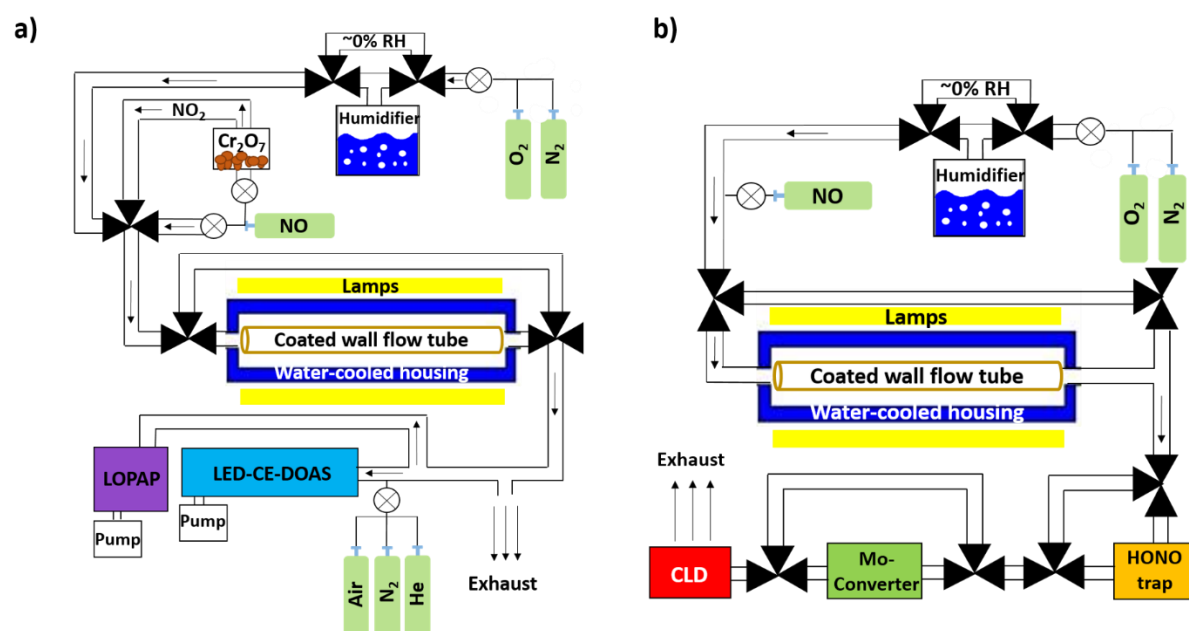 a)
~0% RH
NO₂
Cr₂O₇
Humidifier
O₂
N₂
NO
Lamps
Coated wall flow tube
Water-cooled housing
LOPAP
LED-CE-DOAS
Pump
Pump
Air
N₂
He
Exhaust
b)
~0% RH
Humidifier
NO
O₂
N₂
Lamps
Coated wall flow tube
Water-cooled housing
Exhaust
CLD
Mo-
Converter
HONO
trap